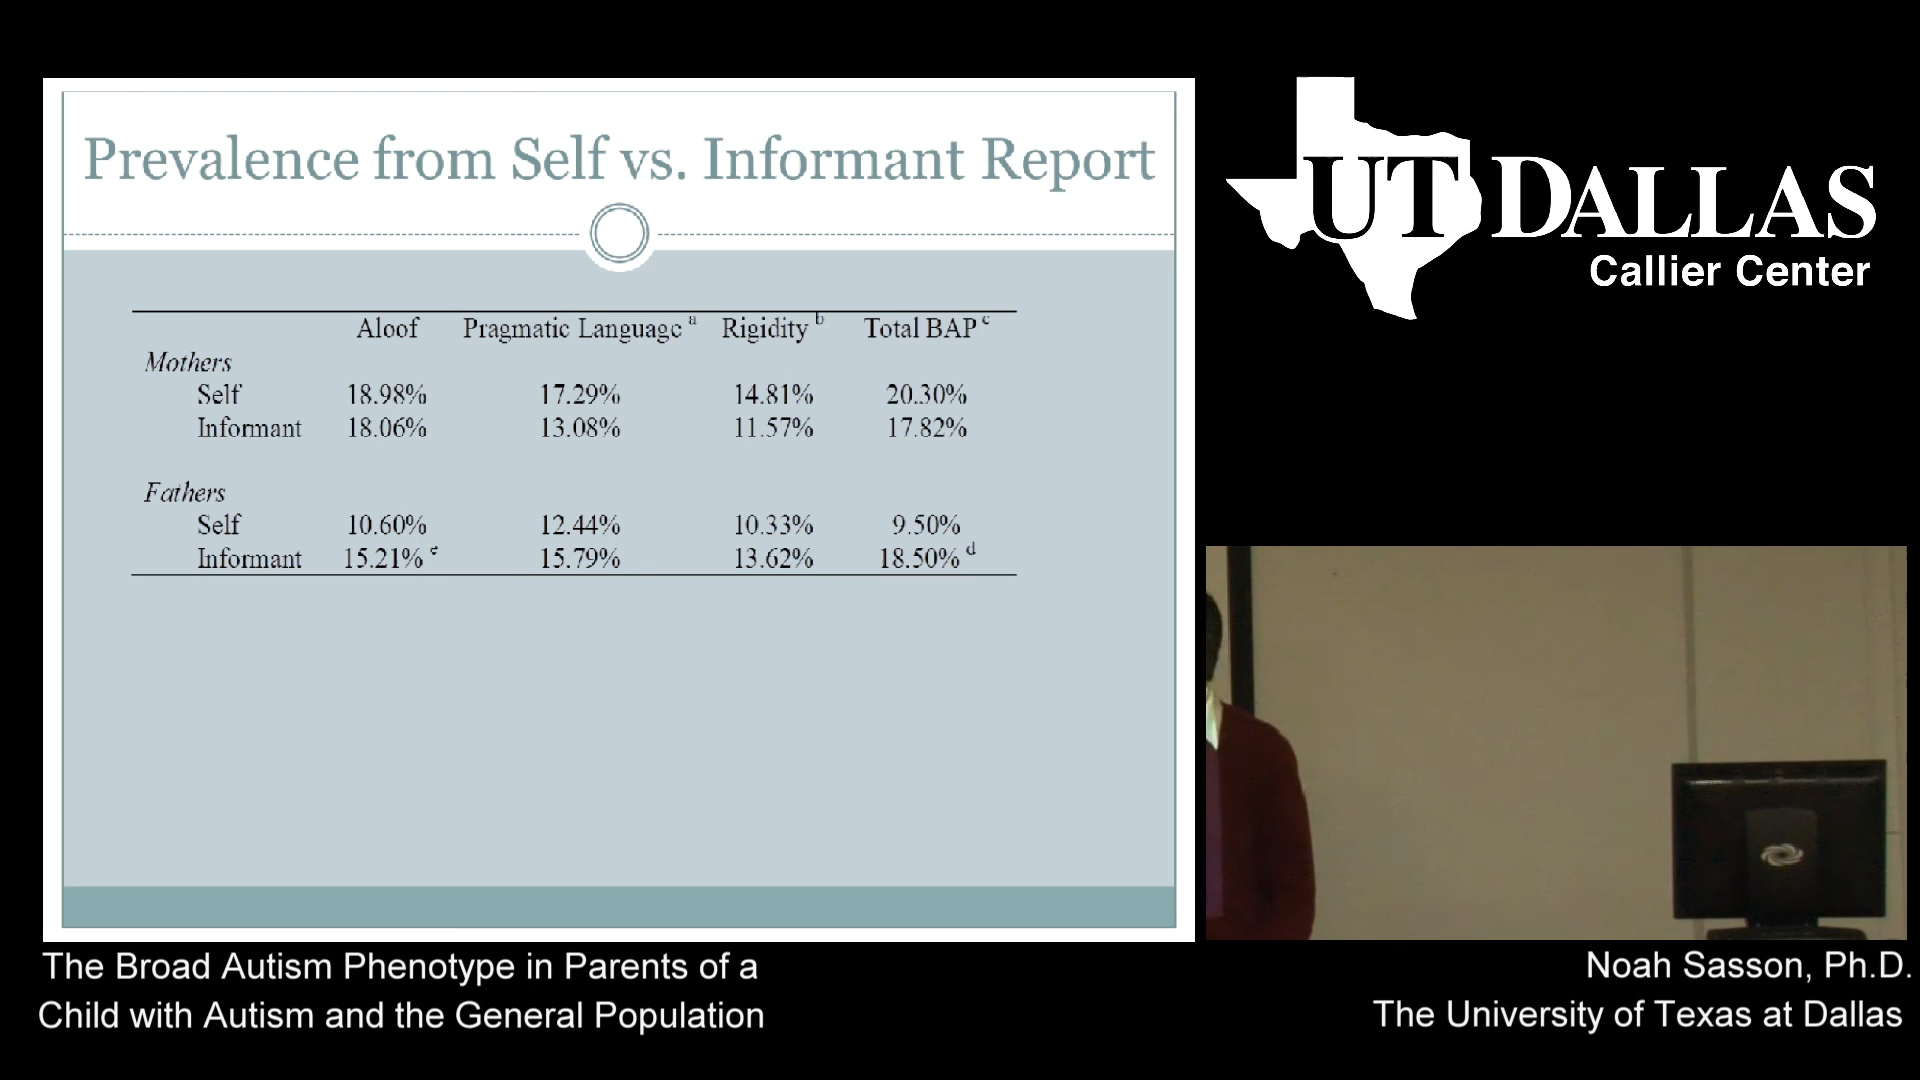 Prevalence from Self vs. Informant Report
Aloof Pragmatic Language a Rigidity b Total BAP c
Mothers
Self 18.98% 17.29% 14.81% 20.30%
Informant 18.06% 13.08% 11.57% 17.82%
Fathers
Self 10.60% 12.44% 10.33% 9.50%
Informant 15.21% e 15.79% 13.62% 18.50% d
UT DALLAS
Callier Center
The Broad Autism Phenotype in Parents of a
Child with Autism and the General Population
Noah Sasson, Ph.D.
The University of Texas at Dallas